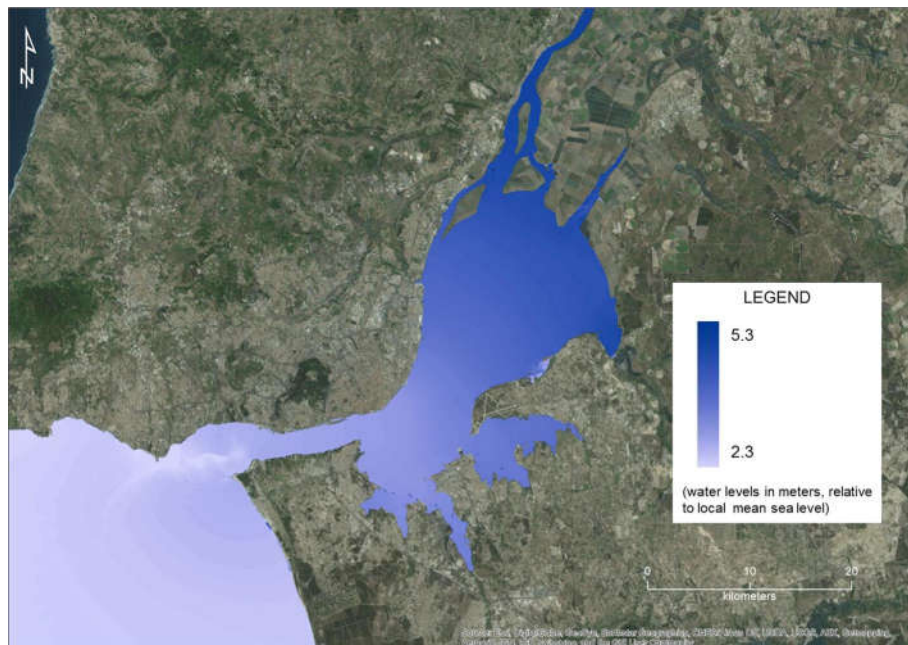 N
LEGEND
5.3
2.3
(water levels in meters, relative
to local mean sea level)
0 10 20
kilometers